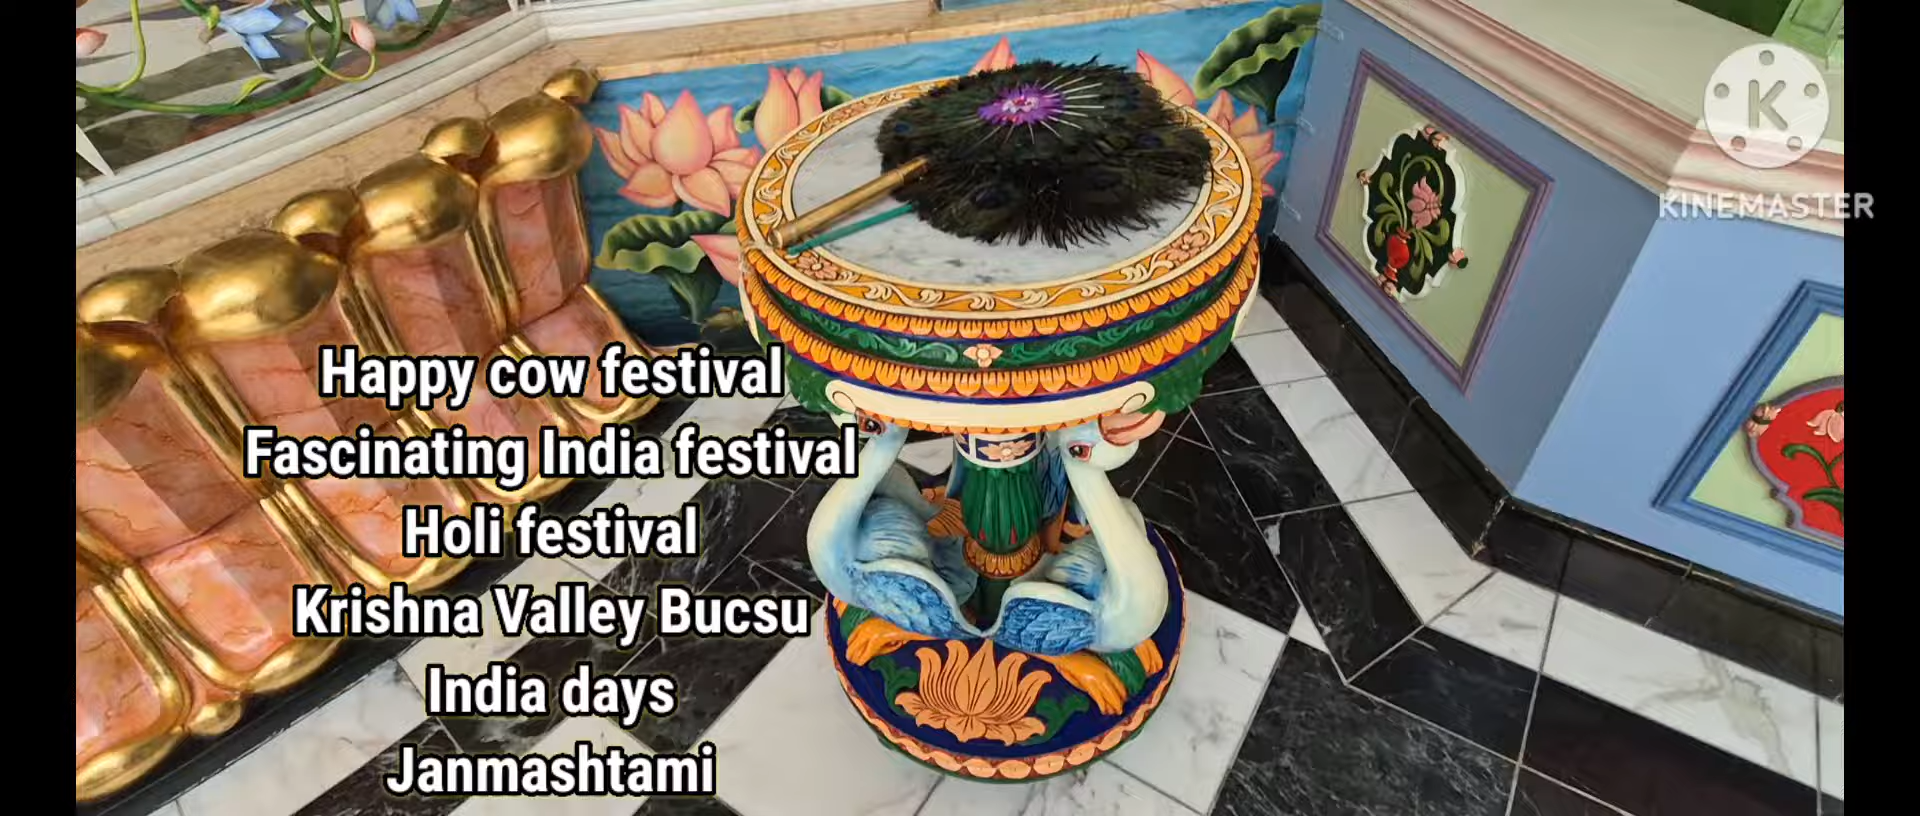 K
KINEMASTER
Happy cow festival
Fascinating India festival
Holi festival
Krishna Valley Bucsu
India days
Janmashtami